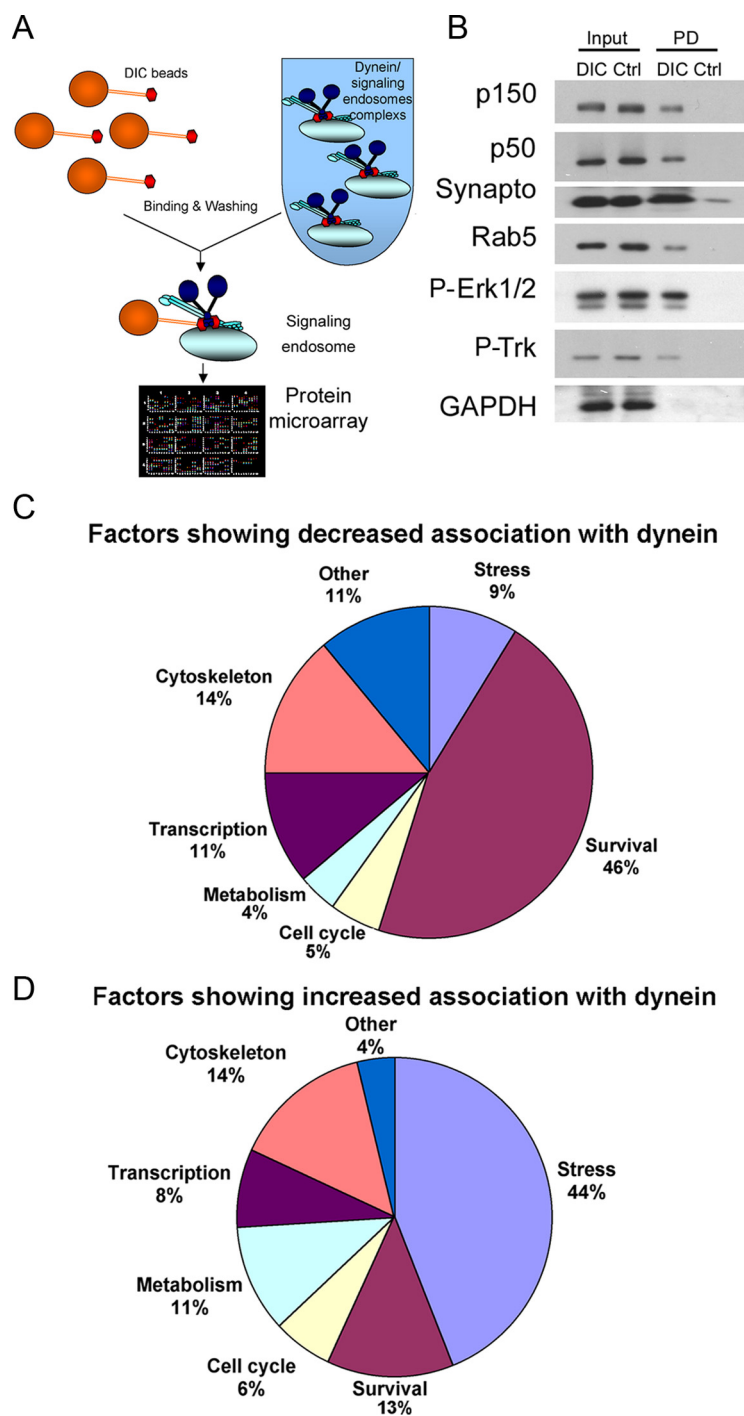 A
DIC beads
Dynein/
signaling
endosomes
complexs
Binding & Washing
Signaling
endosome
Protein
microarray
B
Input PD
DIC Ctrl DIC Ctrl
p150
p50
Synapto
Rab5
P-Erk1/2
P-Trk
GAPDH
C
Factors showing decreased association with dynein
Other
11%
Stress
9%
Cytoskeleton
14%
Transcription
11%
Survival
46%
Metabolism
4%
Cell cycle
5%
D
Factors showing increased association with dynein
Other
4%
Cytoskeleton
14%
Stress
44%
Transcription
8%
Metabolism
11%
Cell cycle
6%
Survival
13%